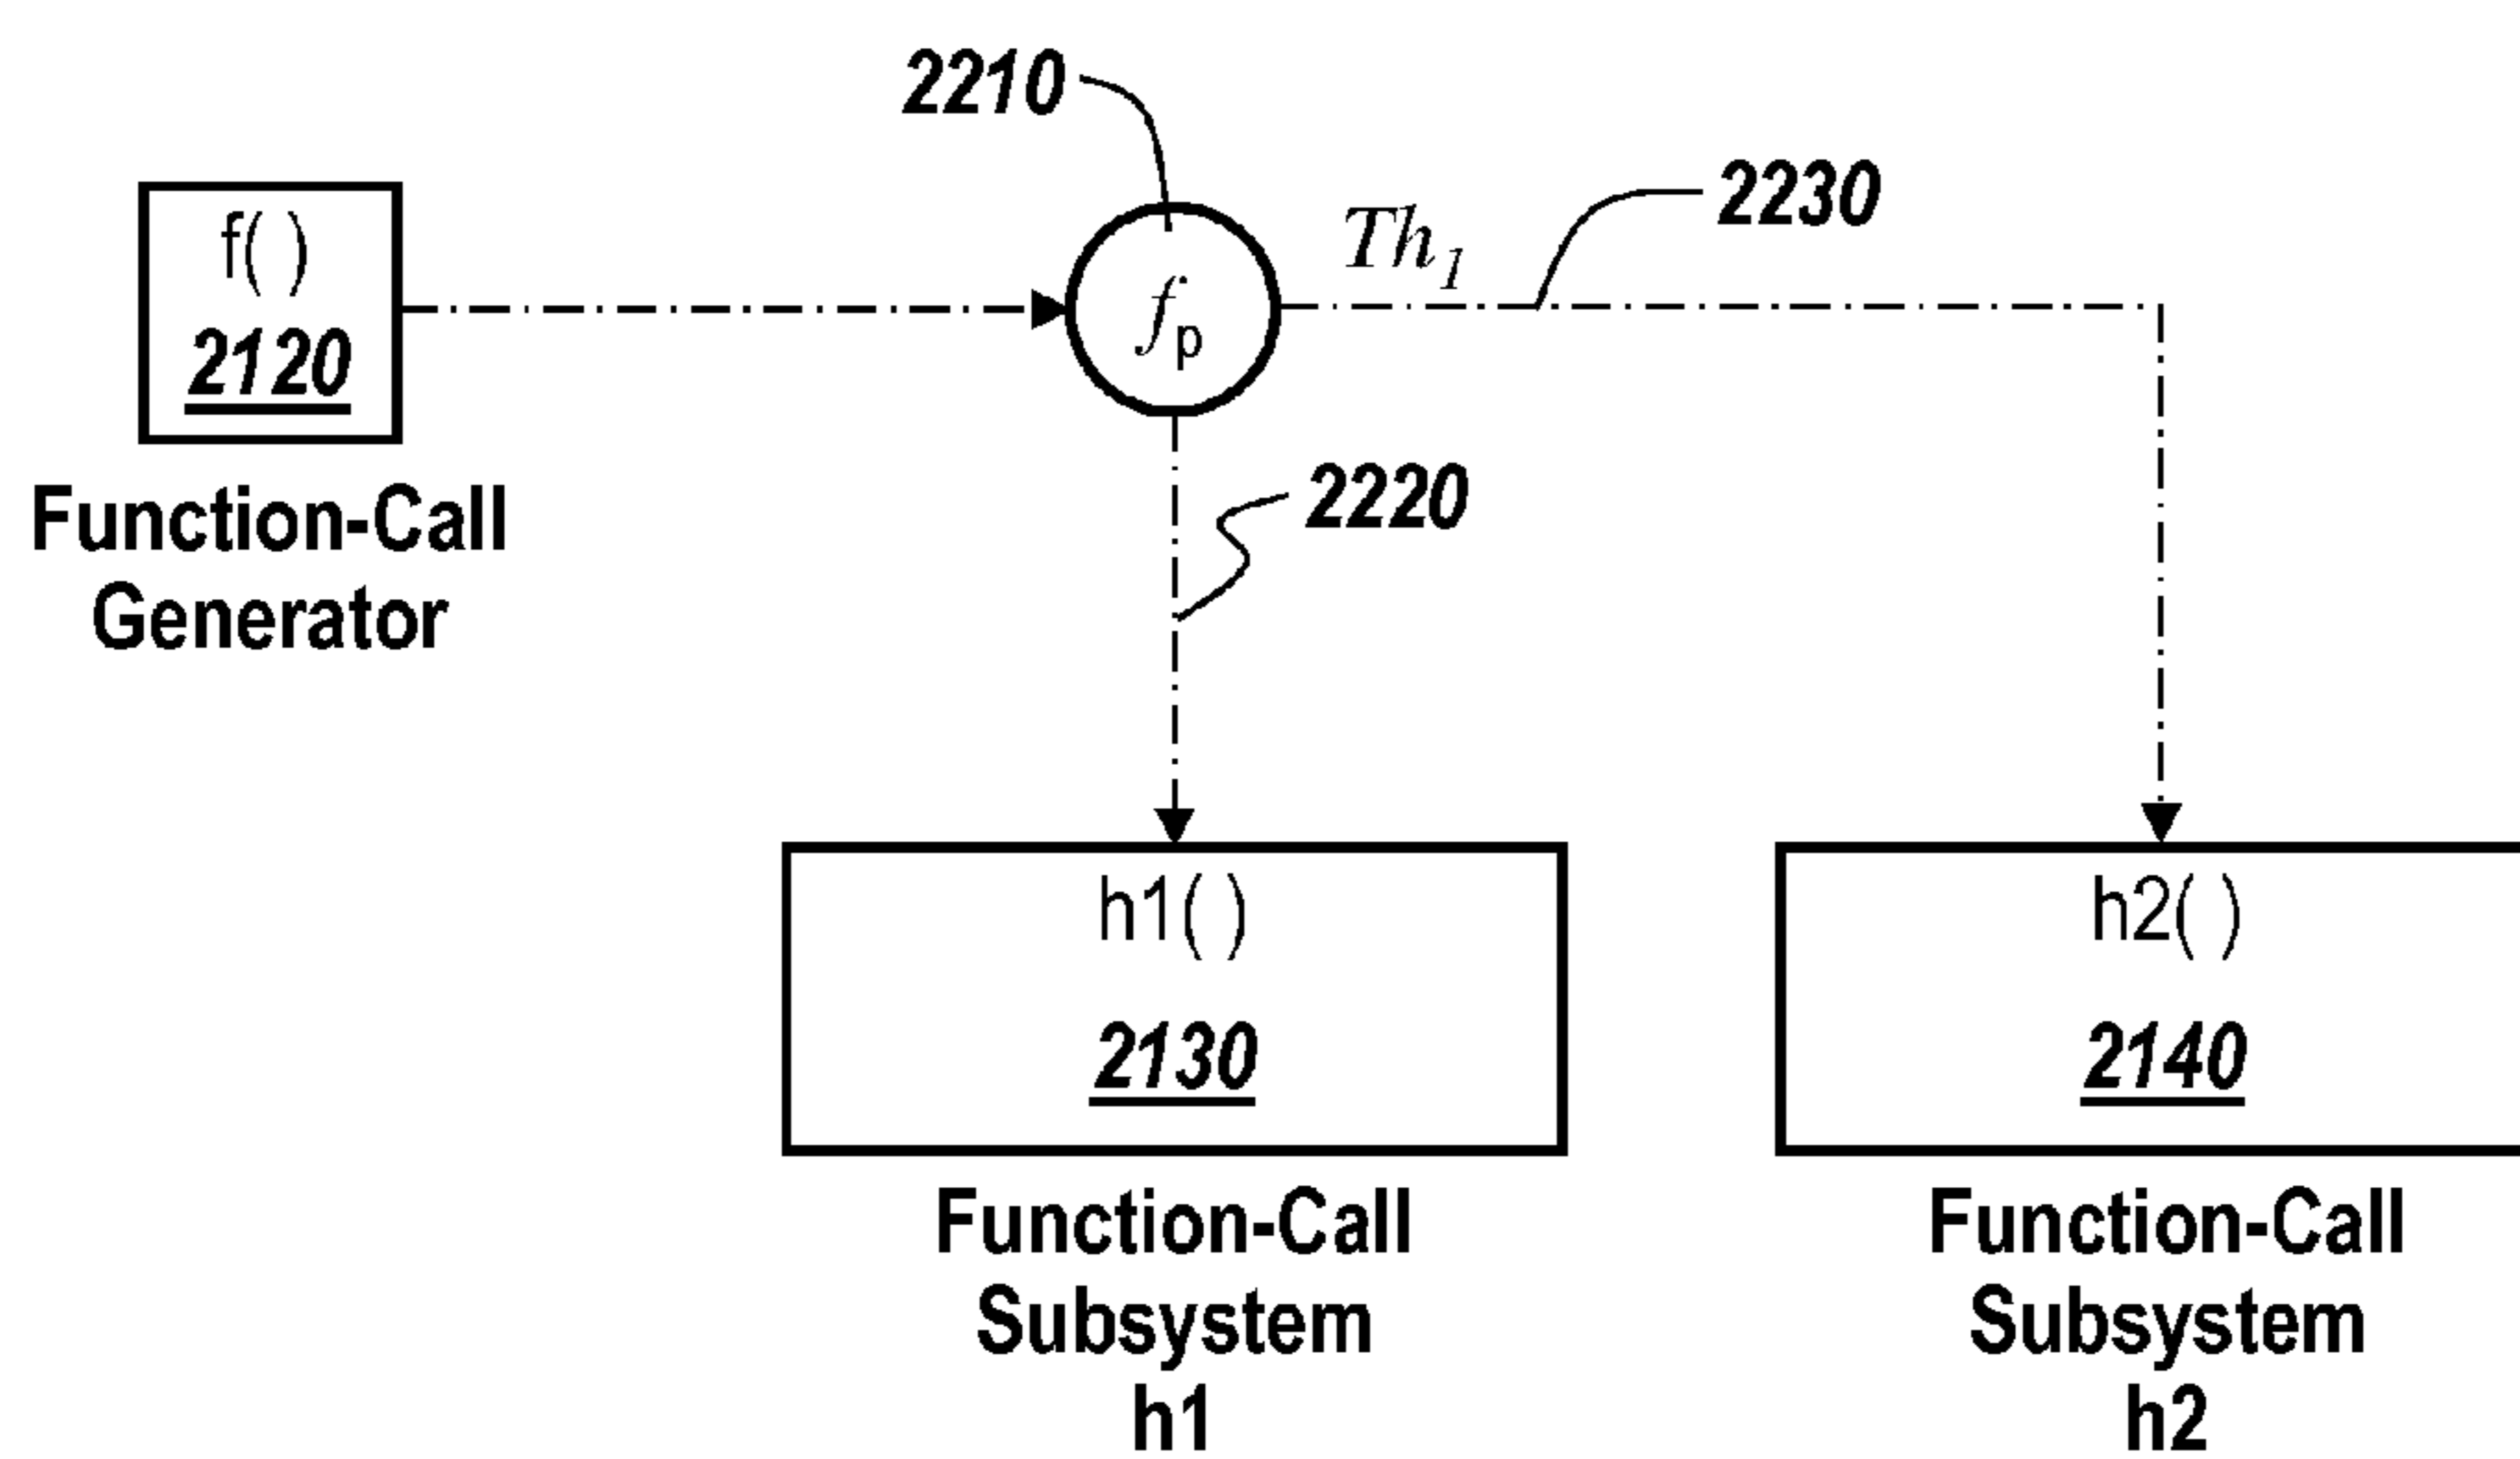 2210
2230
f( )
2120
Th1
fp
Function-Call
Generator
2220
h1( )
2130
h2( )
2140
Function-Call
Subsystem
h1
Function-Call
Subsystem
h2